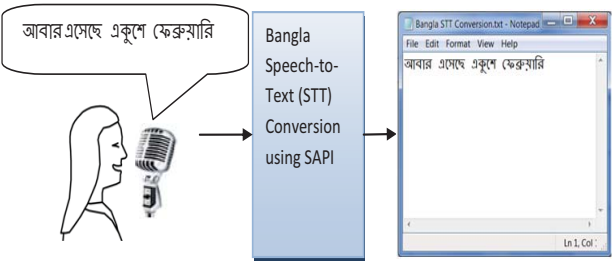 আবার এসেছে একুশে ফেব্রুয়ারি
Bangla
Speech-to-
Text (STT)
Conversion
using SAPI
Bangla STT Conversion.txt - Notepad
File Edit Format View Help
আবার এসেছে একুশে ফেব্রুয়ারি
Ln 1, Col :